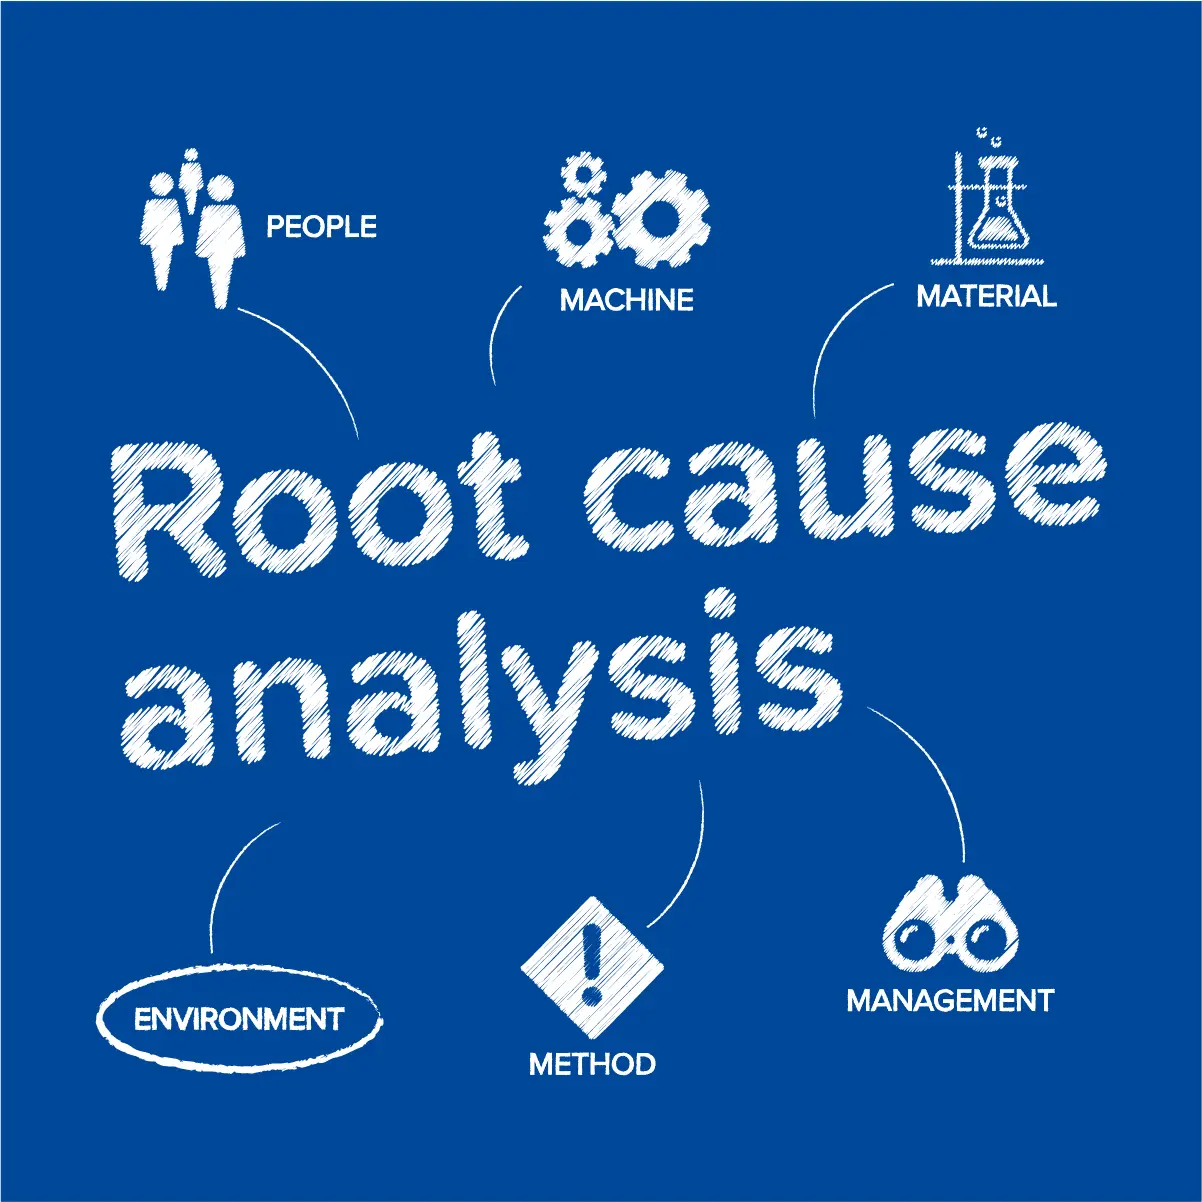 PEOPLE
MACHINE
MATERIAL
Root cause
analysis
ENVIRONMENT
METHOD
MANAGEMENT